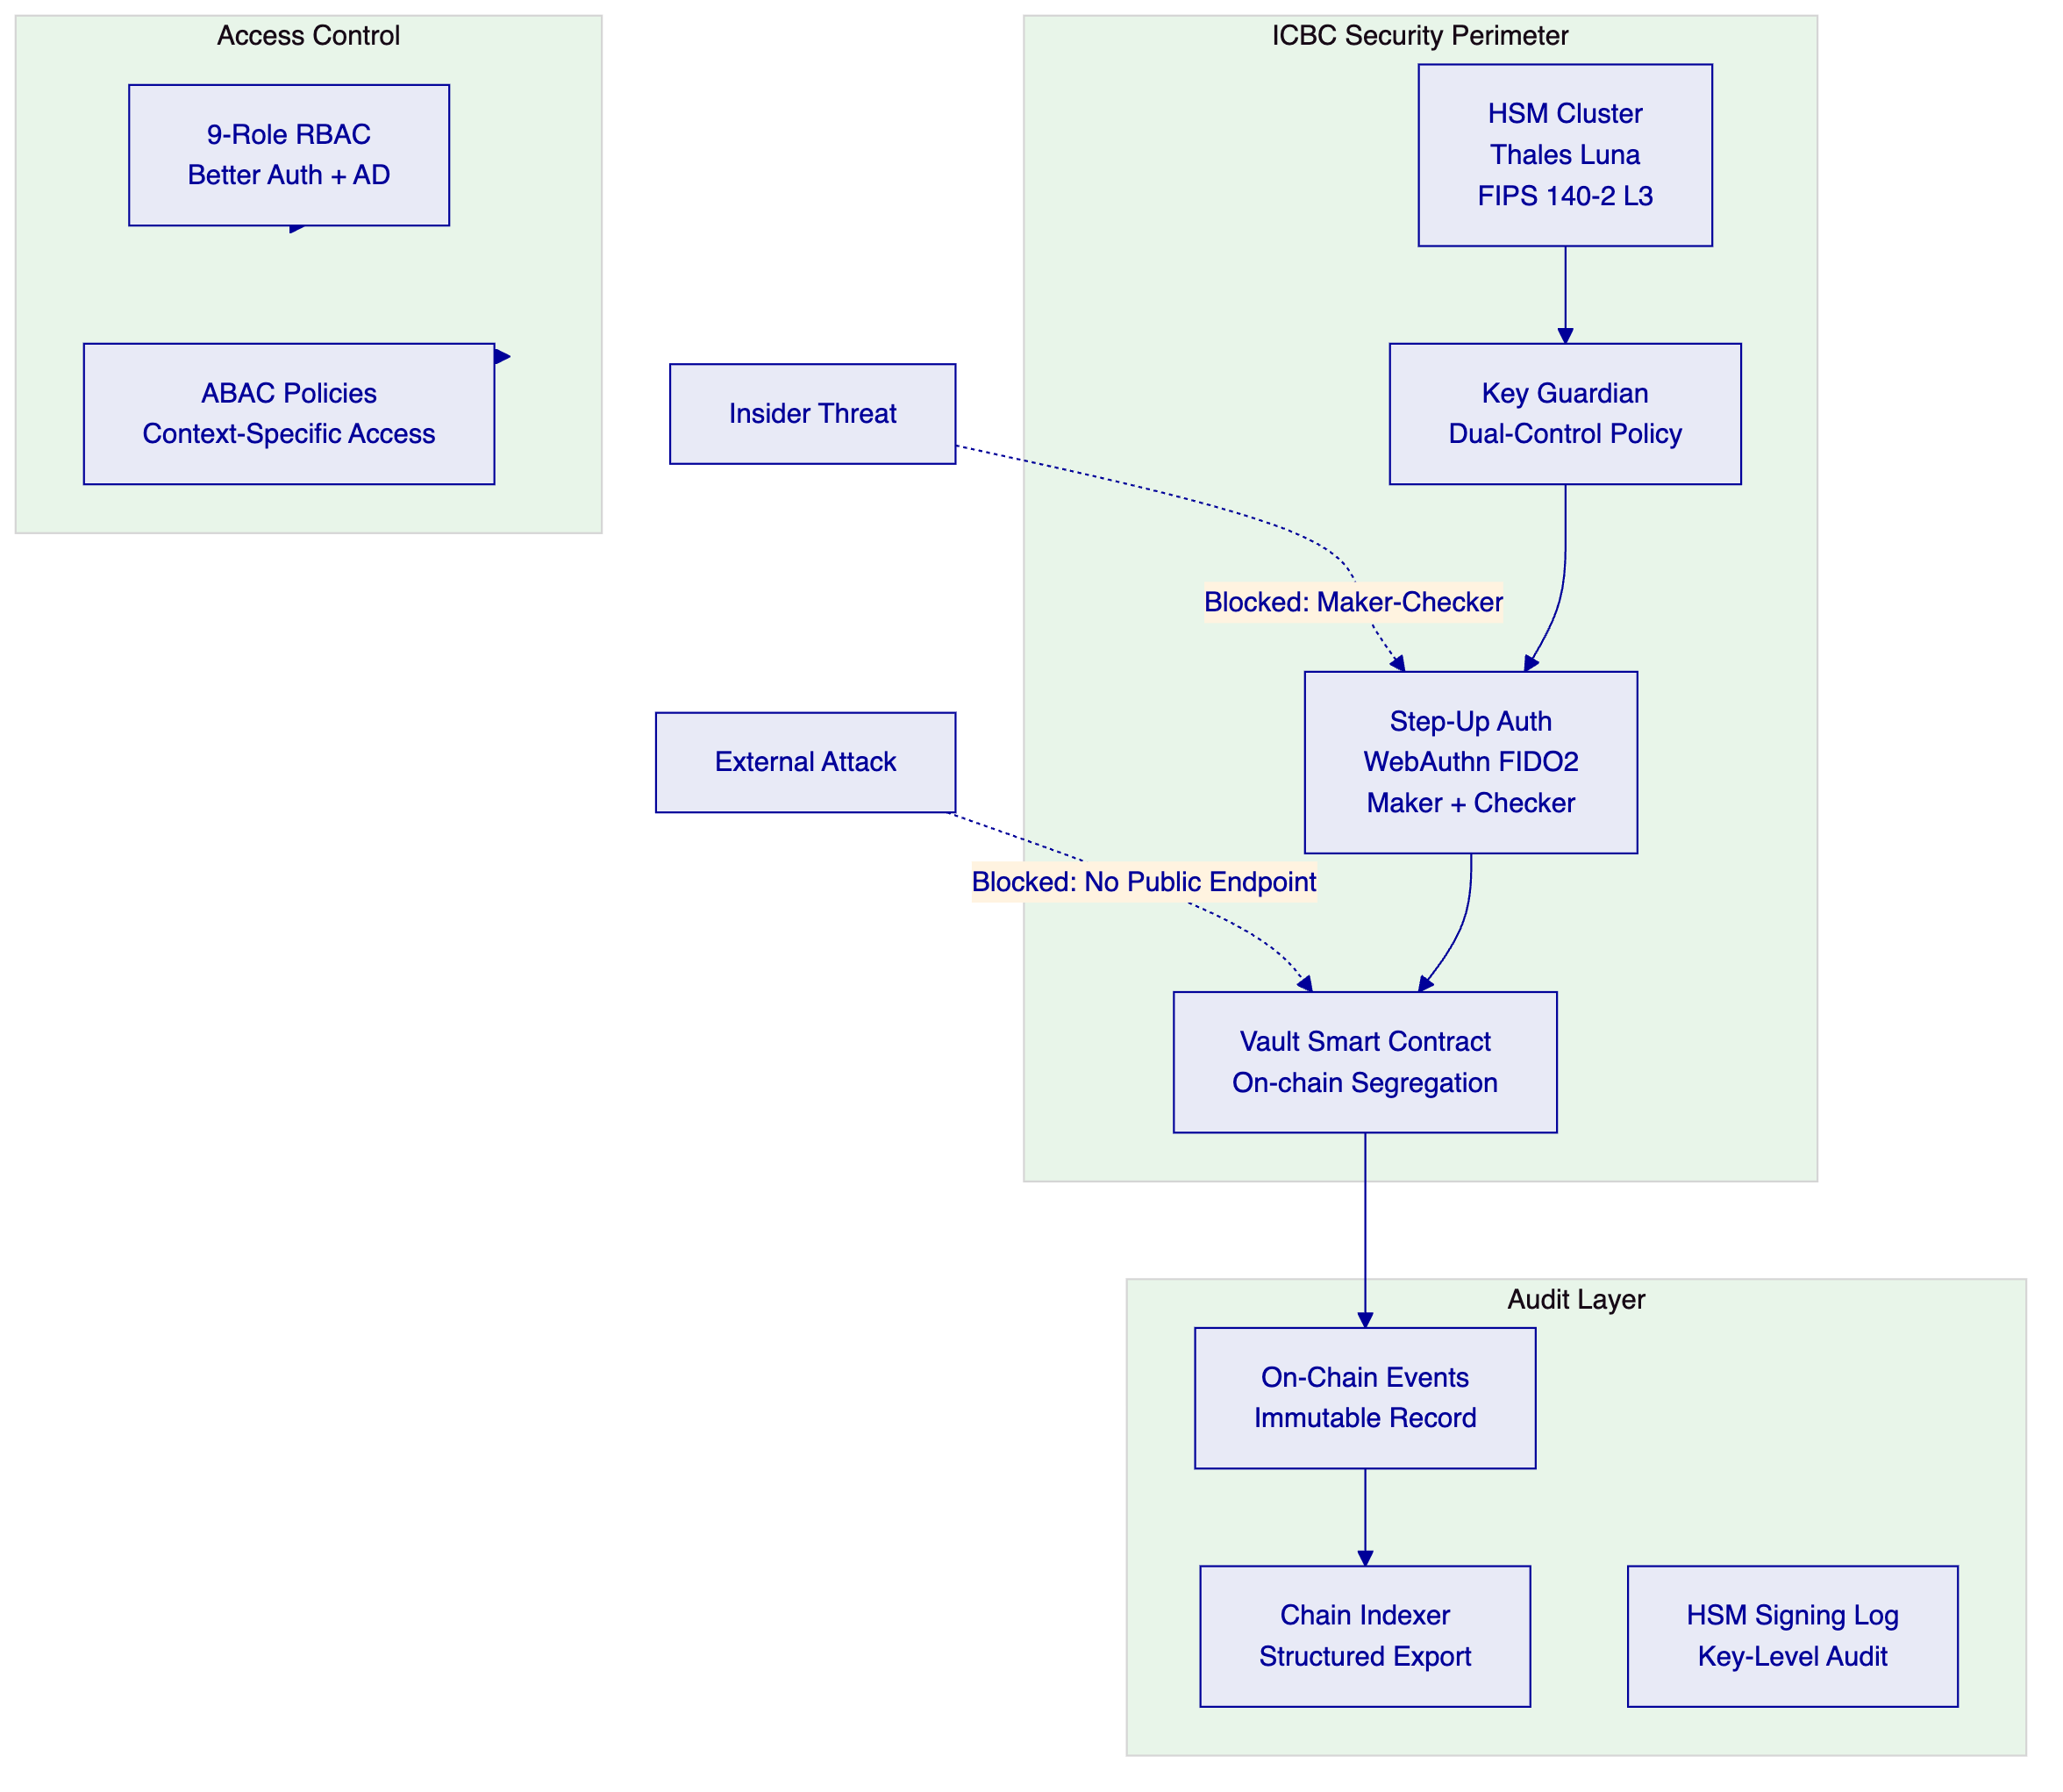 Access Control
9-Role RBAC
Better Auth + AD
ABAC Policies
Context-Specific Access
Insider Threat
External Attack
ICBC Security Perimeter
HSM Cluster
Thales Luna
FIPS 140-2 L3
Key Guardian
Dual-Control Policy
Blocked: Maker-Checker
Step-Up Auth
WebAuthn FIDO2
Maker + Checker
Blocked: No Public Endpoint
Vault Smart Contract
On-chain Segregation
Audit Layer
On-Chain Events
Immutable Record
Chain Indexer
Structured Export
HSM Signing Log
Key-Level Audit